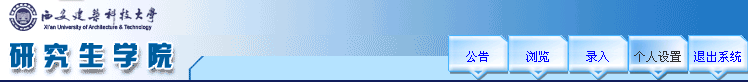 西安建築科技大学
Xi'an University of Architecture & Technology
研究生学院
公告 浏览 录入 个人设置 退出系统